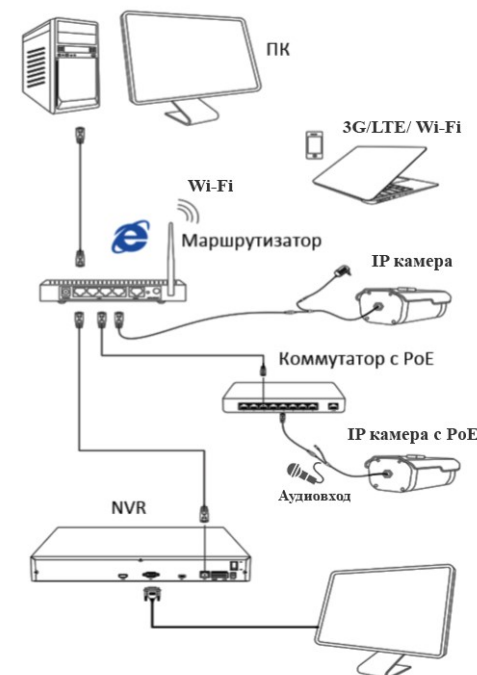 ПК
3G/LTE/ Wi-Fi
Wi-Fi
Маршрутизатор
IP камера
Коммутатор с PoE
IP камера с PoE
Аудиовход
NVR